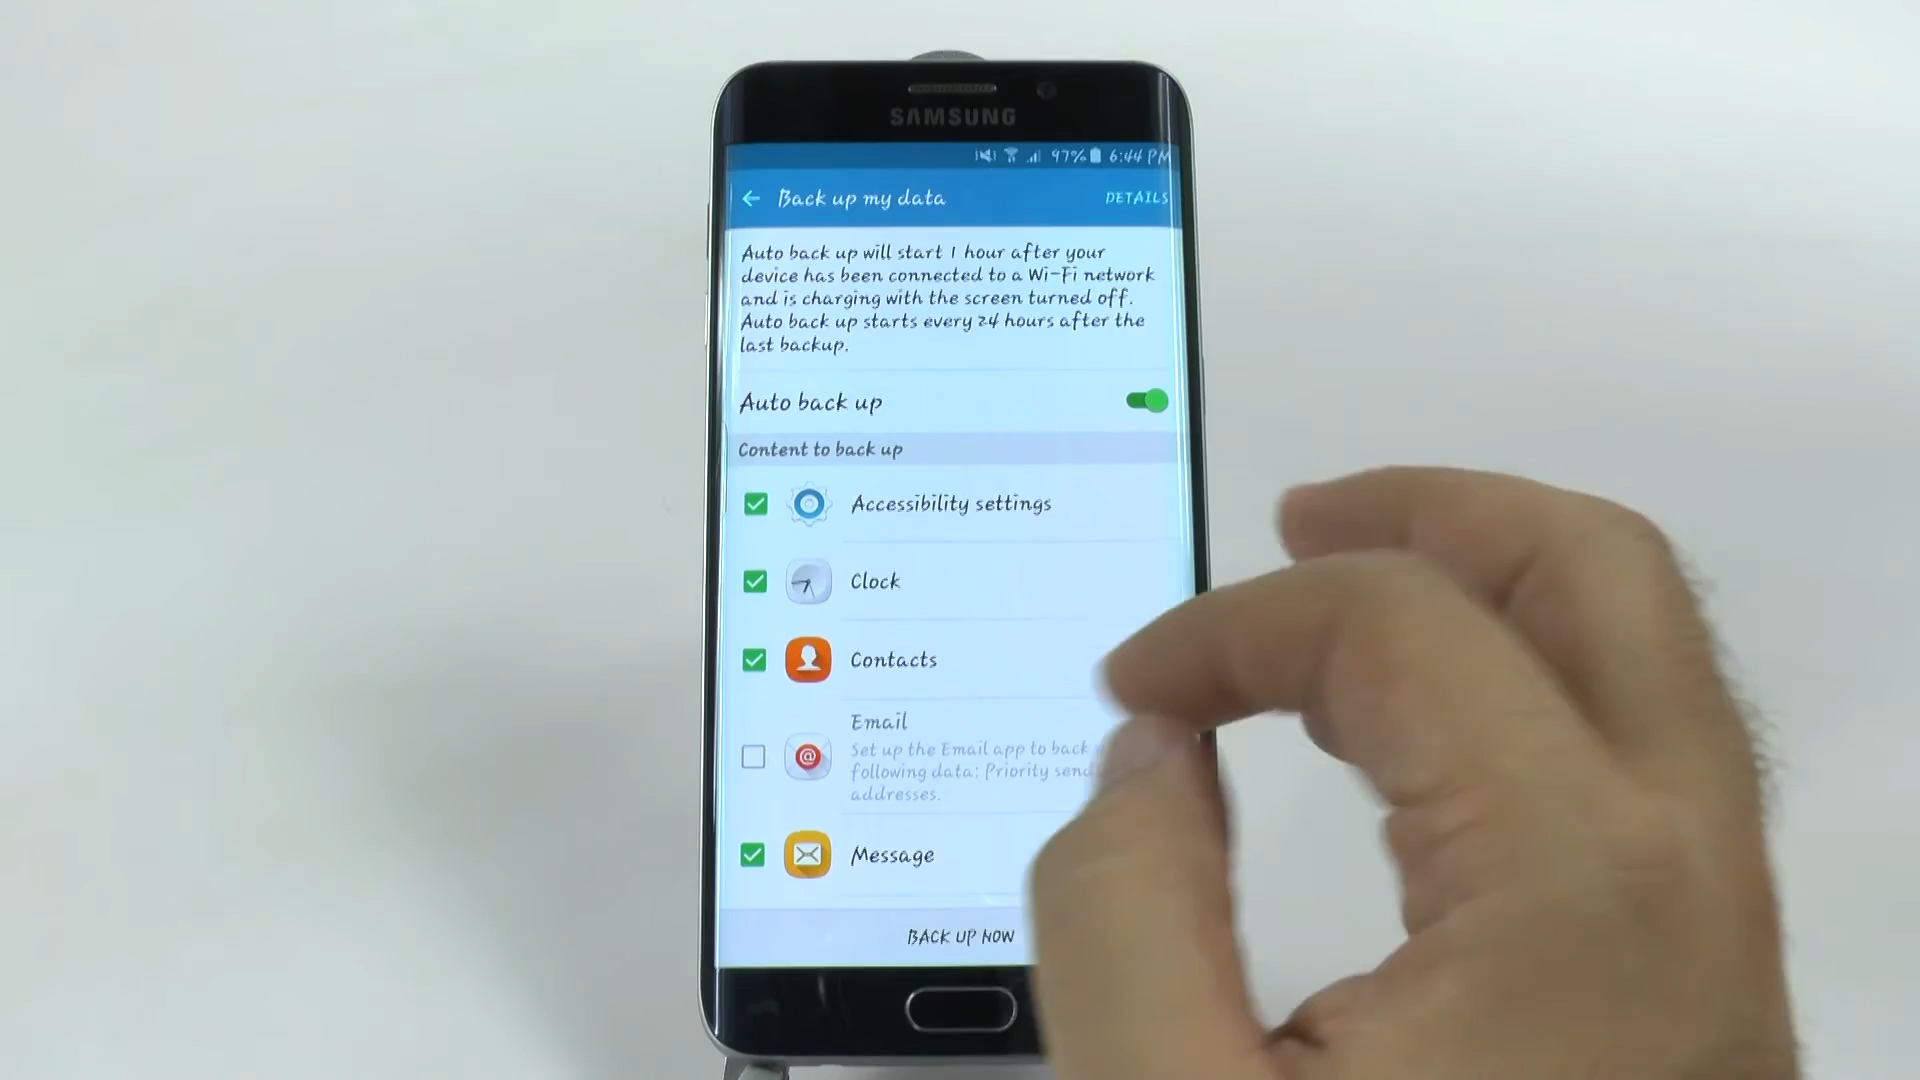 SAMSUNG
97% 6:44 PM
Back up my data DETAILS
Auto back up will start 1 hour after your
device has been connected to a Wi-Fi network
and is charging with the screen turned off.
Auto back up starts every 24 hours after the
last backup.
Auto back up
Content to back up
Accessibility settings
Clock
Contacts
Email
Set up the Email app to back
following data: Priority send
addresses.
Message
BACK UP NOW